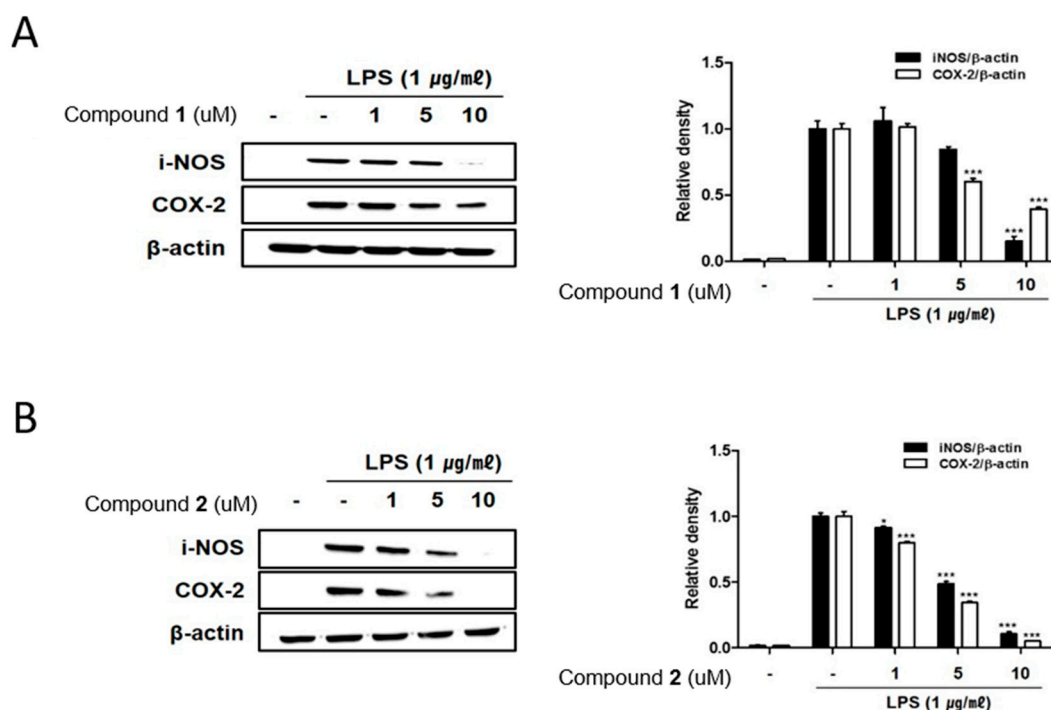 A
LPS (1 μg/mℓ)
Compound 1 (uM) - - 1 5 10
i-NOS
COX-2
β-actin
iNOS/β-actin
COX-2/β-actin
Relative density
1.5
1.0
0.5
0.0
***
***
***
Compound 1 (uM) - - 1 5 10
LPS (1 μg/mℓ)
B
LPS (1 μg/mℓ)
Compound 2 (uM) - - 1 5 10
i-NOS
COX-2
β-actin
iNOS/β-actin
COX-2/β-actin
Relative density
1.5
1.0
0.5
0.0
*
***
***
***
***
***
Compound 2 (uM) - - 1 5 10
LPS (1 μg/mℓ)